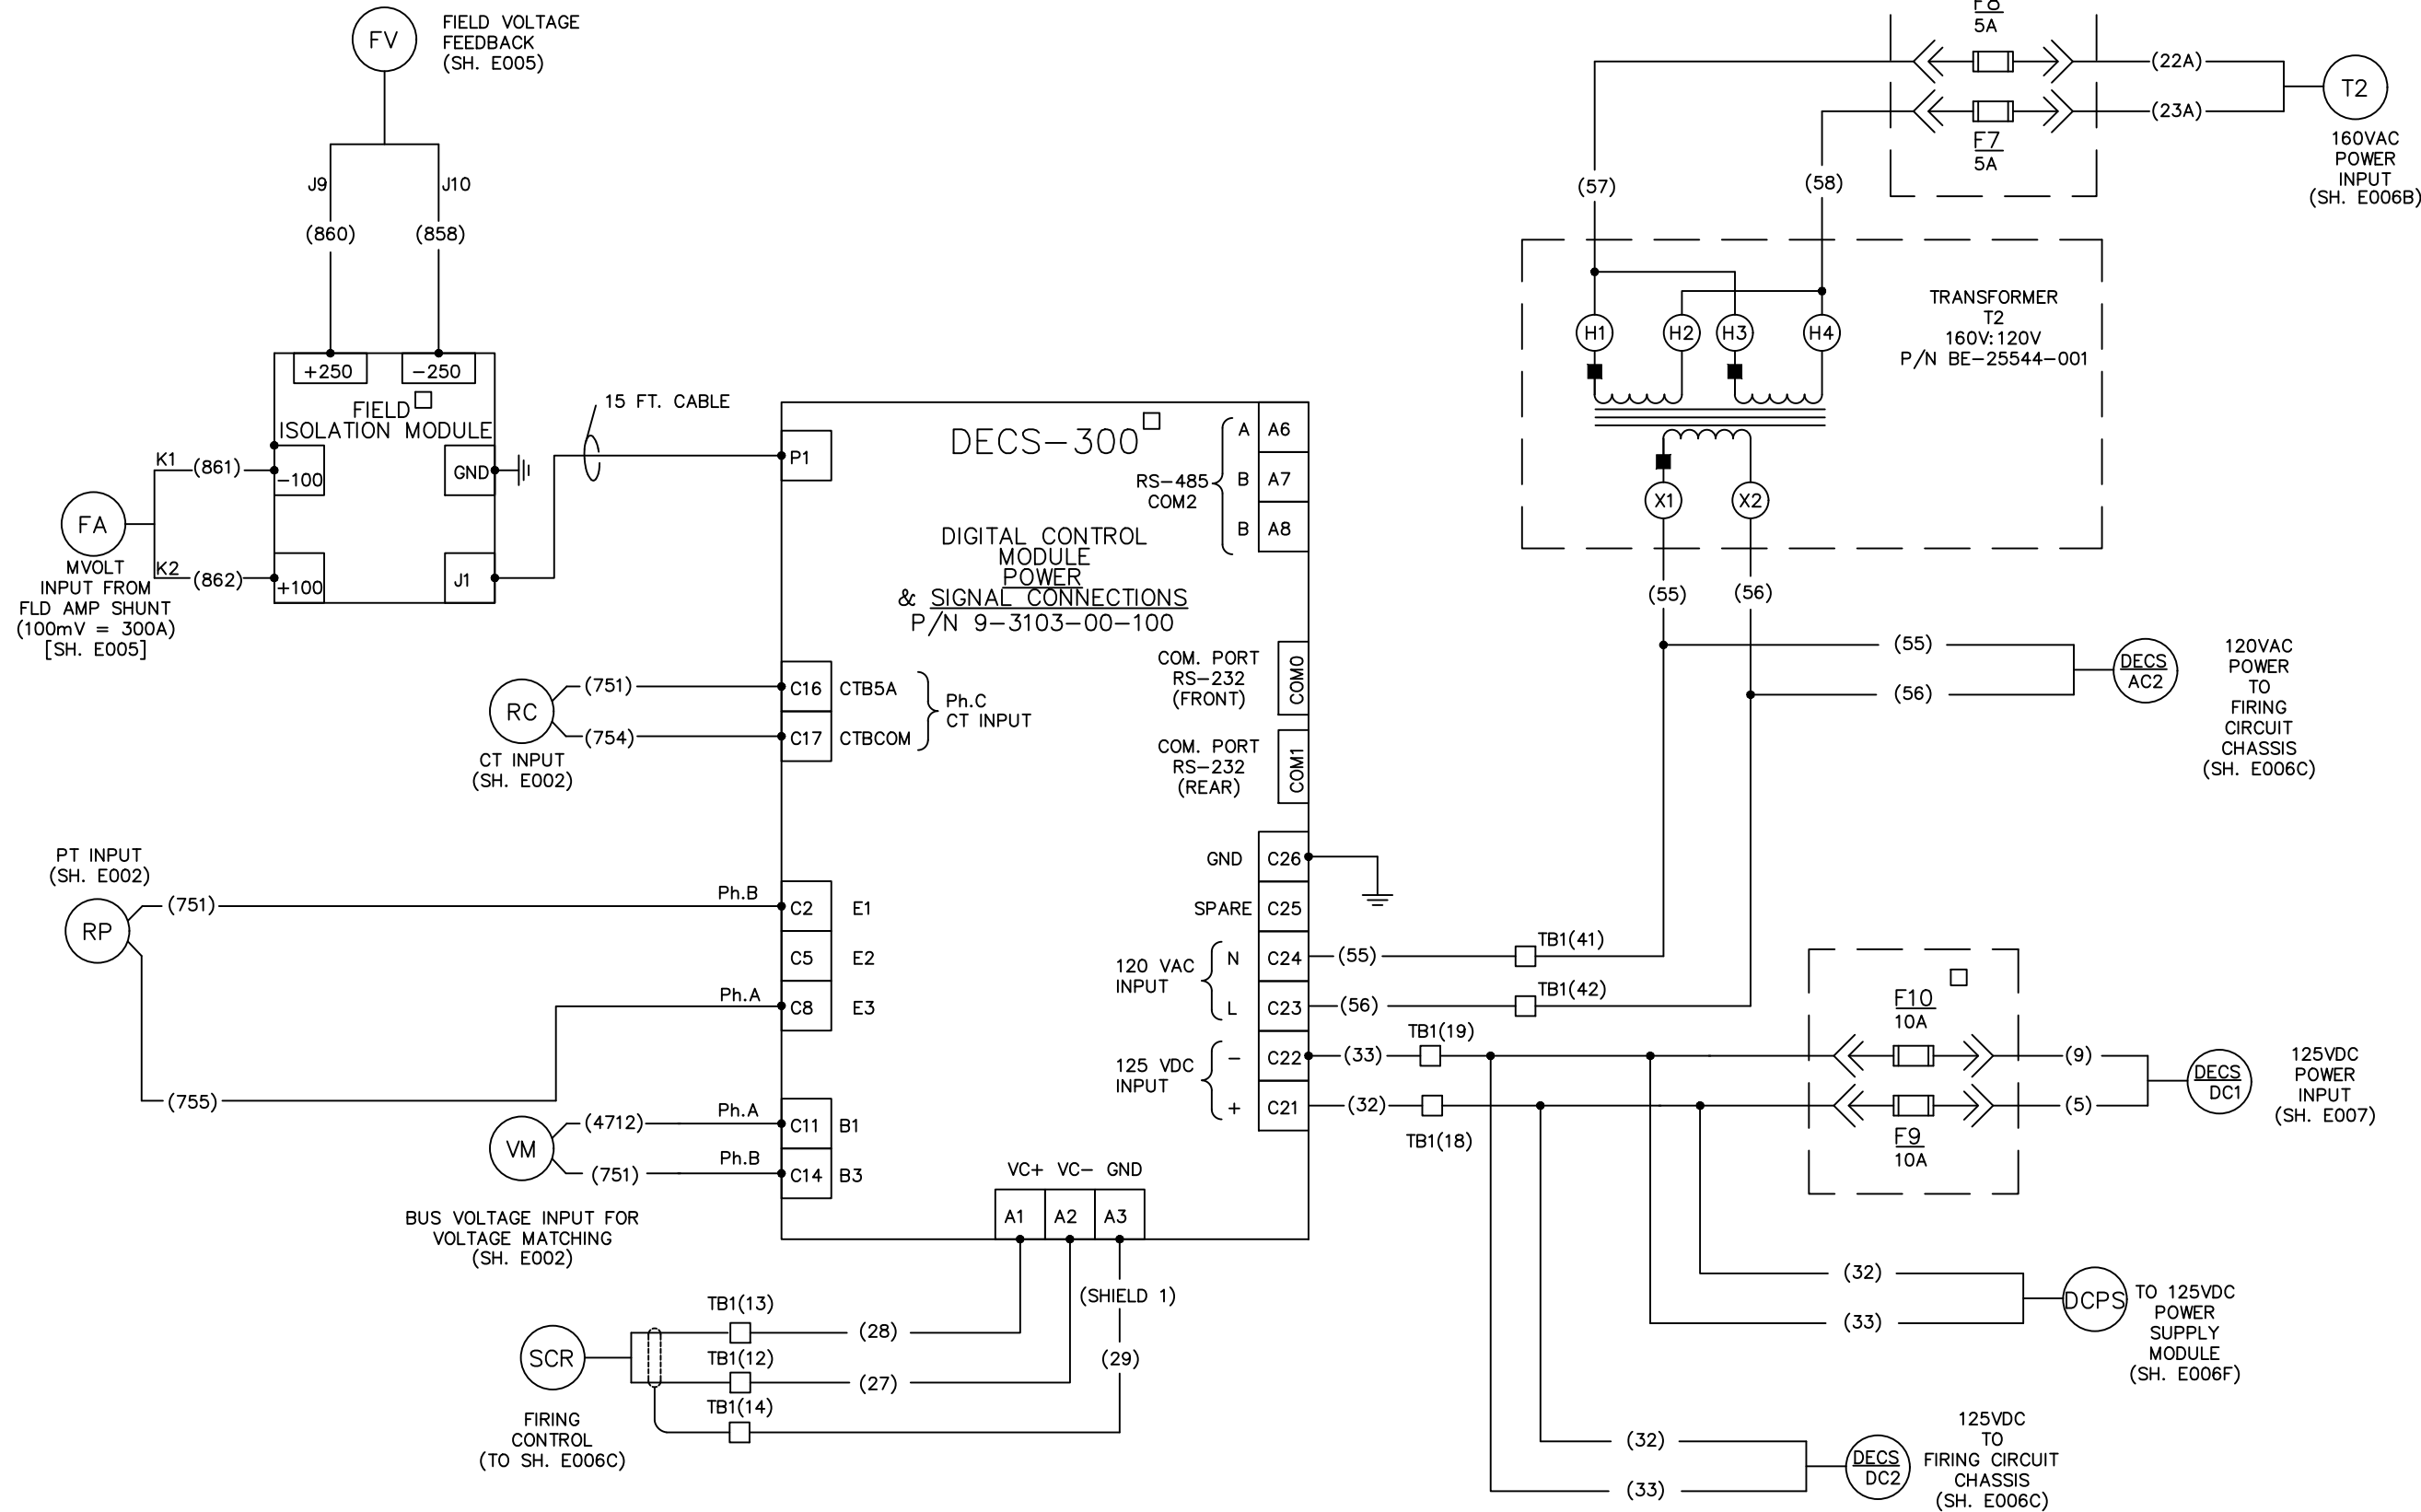 FV
FIELD VOLTAGE
FEEDBACK
(SH. E005)
J9
J10
(860)
(858)
+250
-250
FIELD
ISOLATION MODULE
K1
(861)
-100
GND
FA
K2
(862)
+100
J1
MVOLT
INPUT FROM
FLD AMP SHUNT
(100mV = 300A)
[SH. E005]
15 FT. CABLE
P1
DECS-300
RS-485
COM2
A
A6
B
A7
B
A8
DIGITAL CONTROL
MODULE
POWER
& SIGNAL CONNECTIONS
P/N 9-3103-00-100
COM. PORT
RS-232
(FRONT)
COM0
COM. PORT
RS-232
(REAR)
COM1
RC
(751)
C16
CTB5A
(754)
C17
CTBCOM
Ph.C
CT INPUT
CT INPUT
(SH. E002)
PT INPUT
(SH. E002)
RP
(751)
Ph.B
C2
E1
C5
E2
Ph.A
C8
E3
(755)
VM
(4712)
Ph.A
C11
B1
(751)
Ph.B
C14
B3
BUS VOLTAGE INPUT FOR
VOLTAGE MATCHING
(SH. E002)
VC+
VC-
GND
A1
A2
A3
(SHIELD 1)
(29)
SCR
TB1(13)
(28)
TB1(12)
(27)
TB1(14)
FIRING
CONTROL
(TO SH. E006C)
GND
C26
SPARE
C25
120 VAC
INPUT
N
C24
(55)
TB1(41)
L
C23
(56)
TB1(42)
125 VDC
INPUT
-
C22
(33)
TB1(19)
+
C21
(32)
TB1(18)
F8
5A
(22A)
(23A)
F7
5A
T2
160VAC
POWER
INPUT
(SH. E006B)
(57)
(58)
H1
H2
H3
H4
TRANSFORMER
T2
160V:120V
P/N BE-25544-001
X1
X2
(55)
(56)
(55)
(56)
DECS
AC2
120VAC
POWER
TO
FIRING
CIRCUIT
CHASSIS
(SH. E006C)
F10
10A
(9)
(5)
F9
10A
DECS
DC1
125VDC
POWER
INPUT
(SH. E007)
(32)
(33)
DCPS
TO 125VDC
POWER
SUPPLY
MODULE
(SH. E006F)
(32)
(33)
DECS
DC2
125VDC
TO
FIRING CIRCUIT
CHASSIS
(SH. E006C)